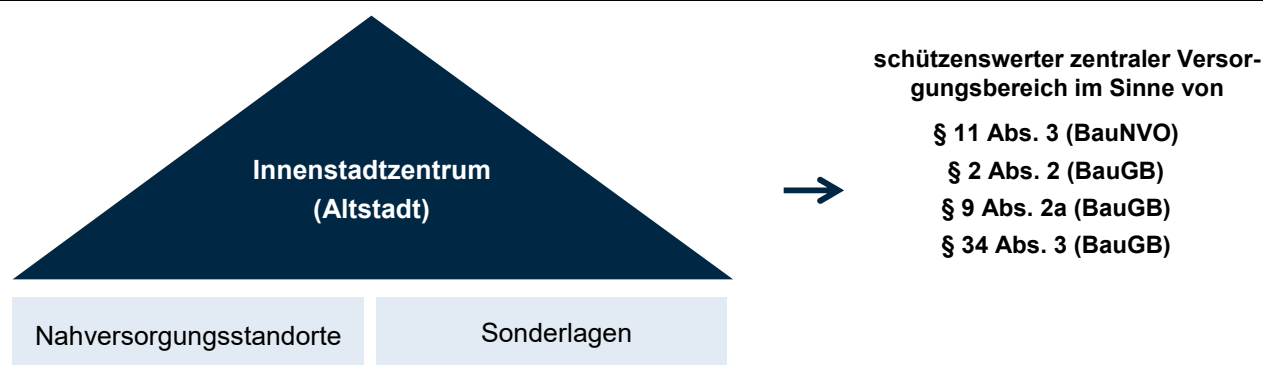 Innenstadtzentrum
(Altstadt)
Nahversorgungsstandorte
Sonderlagen
schützenswerter zentraler Versor-
gungsbereich im Sinne von
§ 11 Abs. 3 (BauNVO)
§ 2 Abs. 2 (BauGB)
§ 9 Abs. 2a (BauGB)
§ 34 Abs. 3 (BauGB)